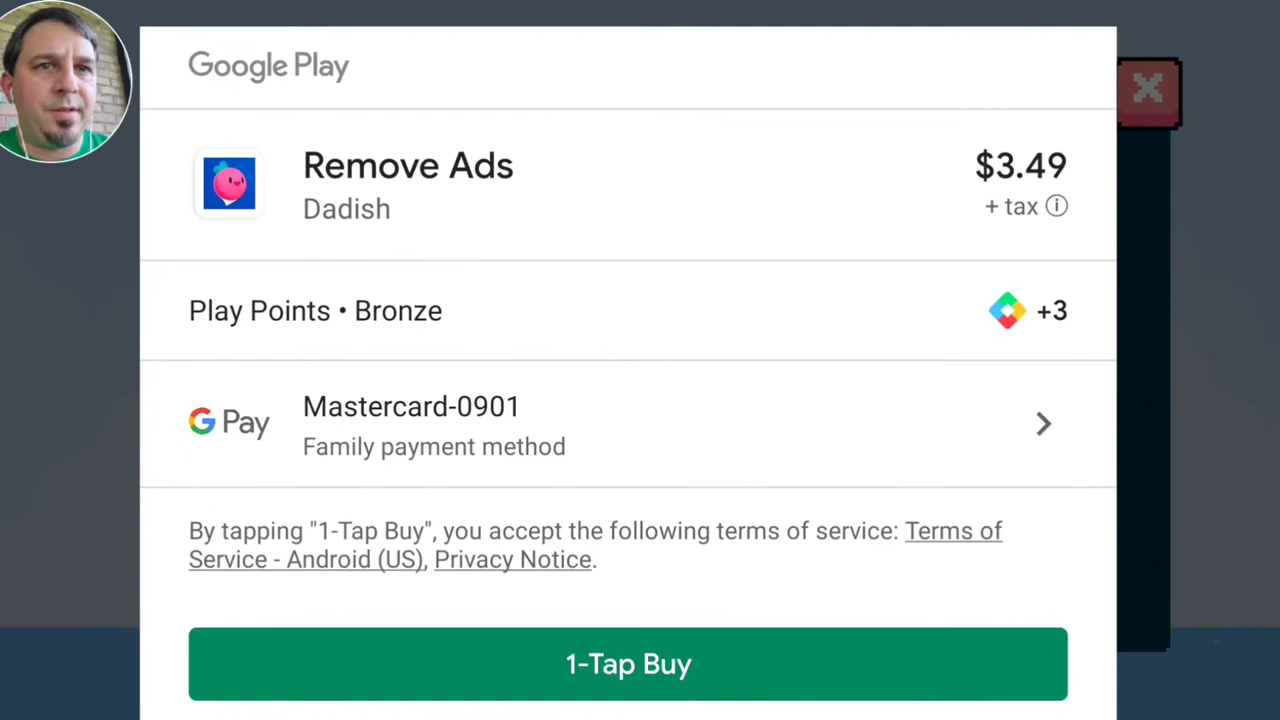 Google Play
Remove Ads
$3.49
Dadish
+ tax
Play Points • Bronze
+3
G Pay
Mastercard-0901
Family payment method
By tapping "1-Tap Buy", you accept the following terms of service: Terms of
Service - Android (US), Privacy Notice.
1-Tap Buy